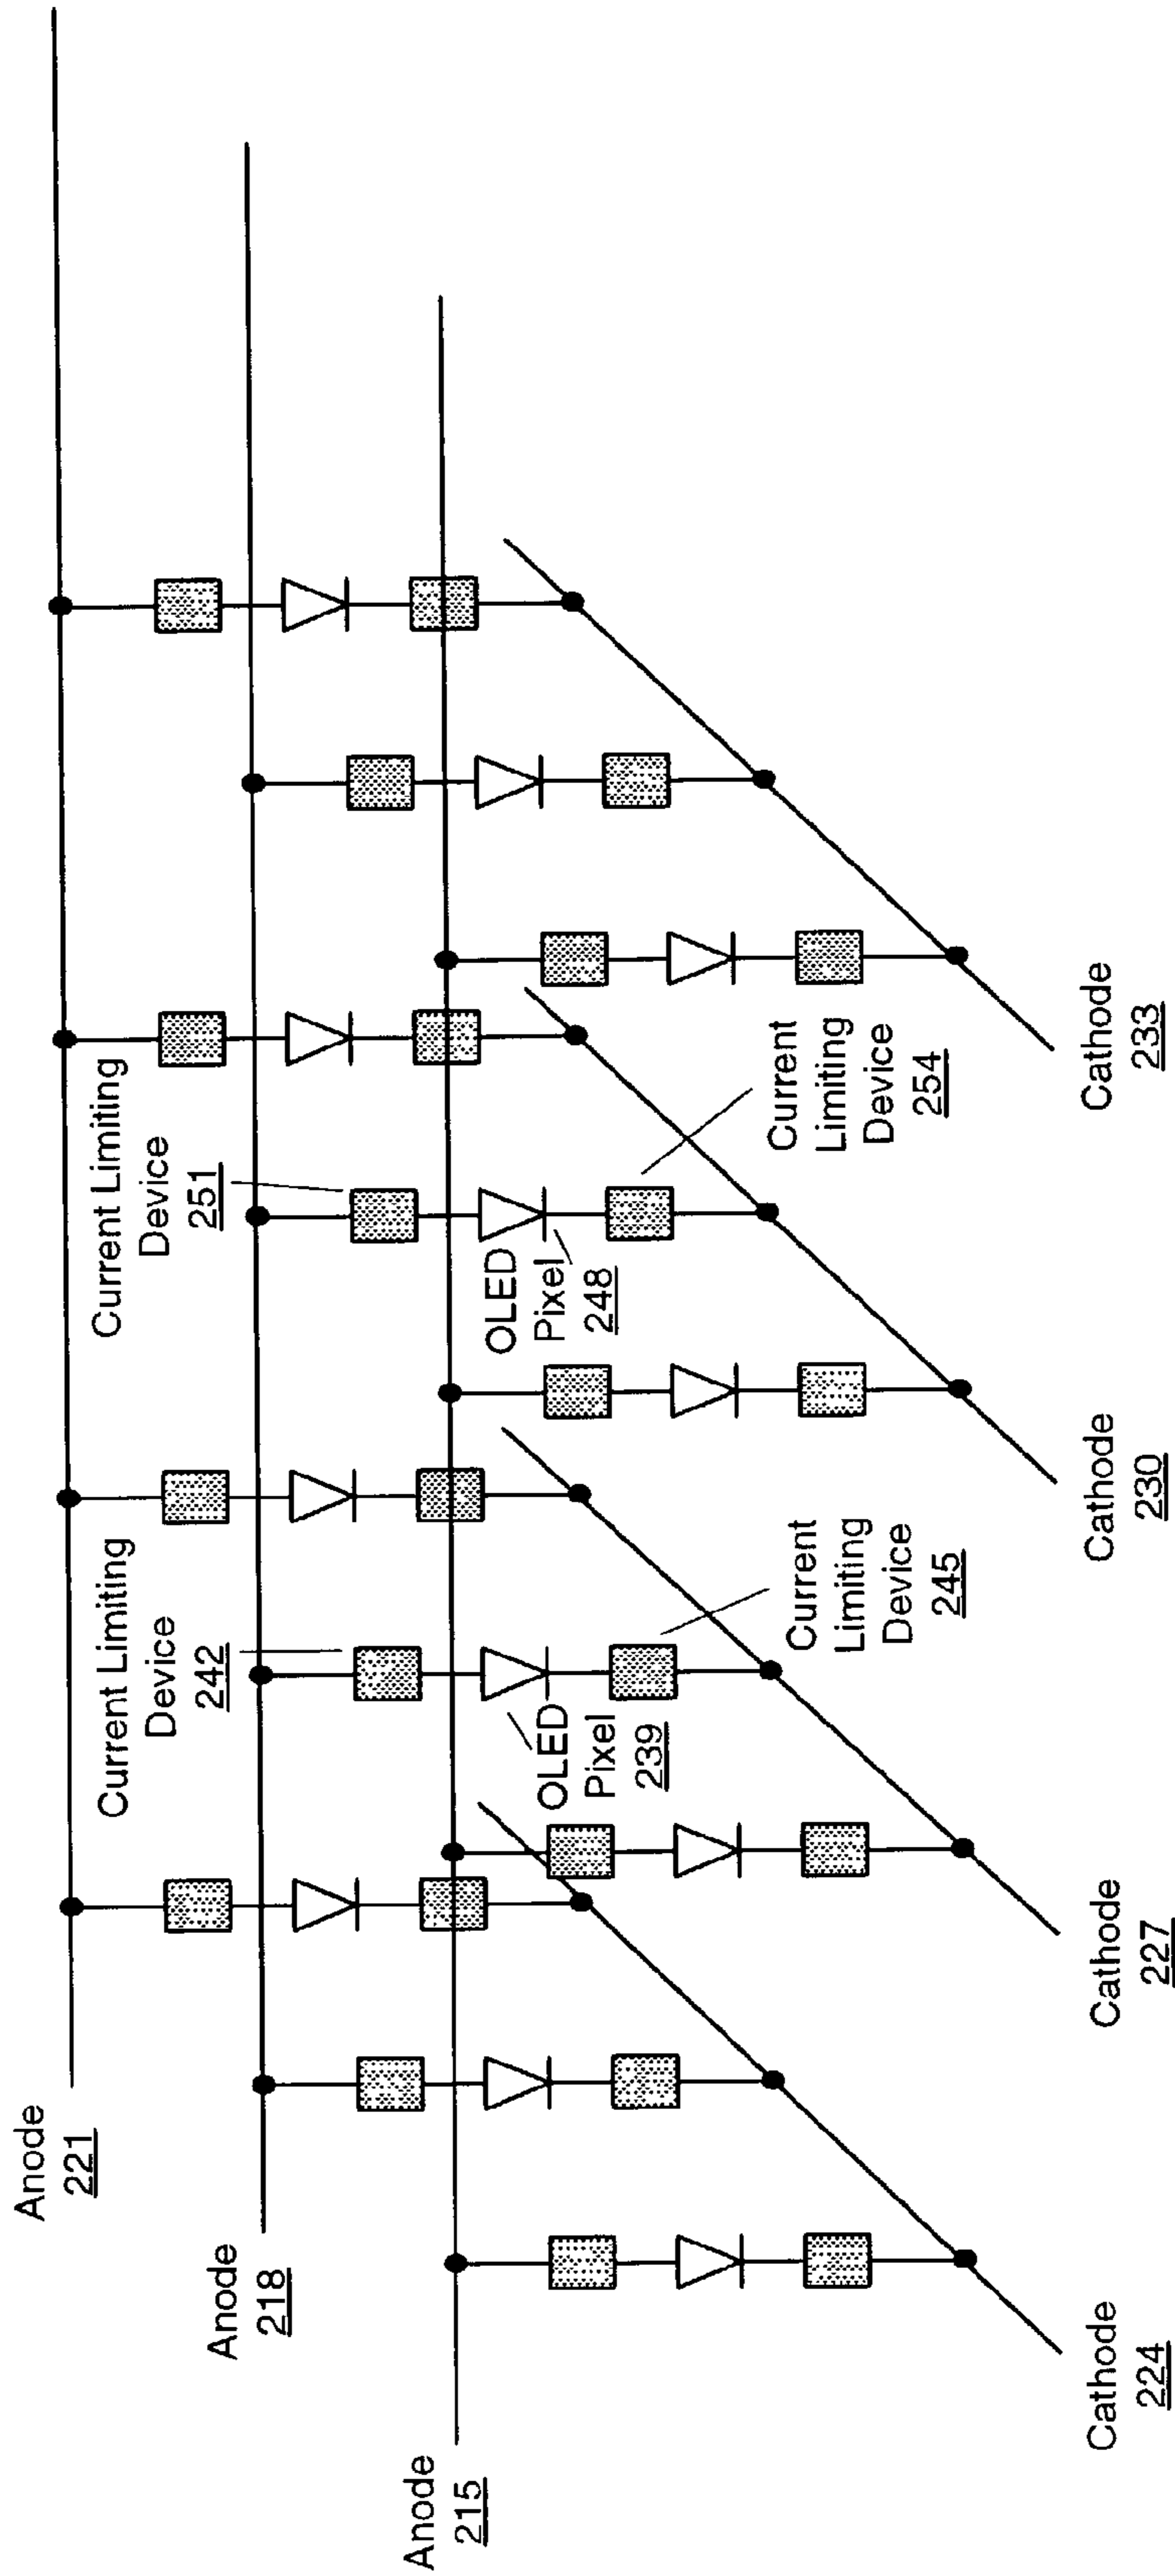 Anode
221
Anode
218
Anode
215
Current Limiting
Device
242
Current Limiting
Device
251
OLED
Pixel
239
OLED
Pixel
248
Current
Limiting
Device
245
Current
Limiting
Device
254
Cathode
224
Cathode
227
Cathode
230
Cathode
233